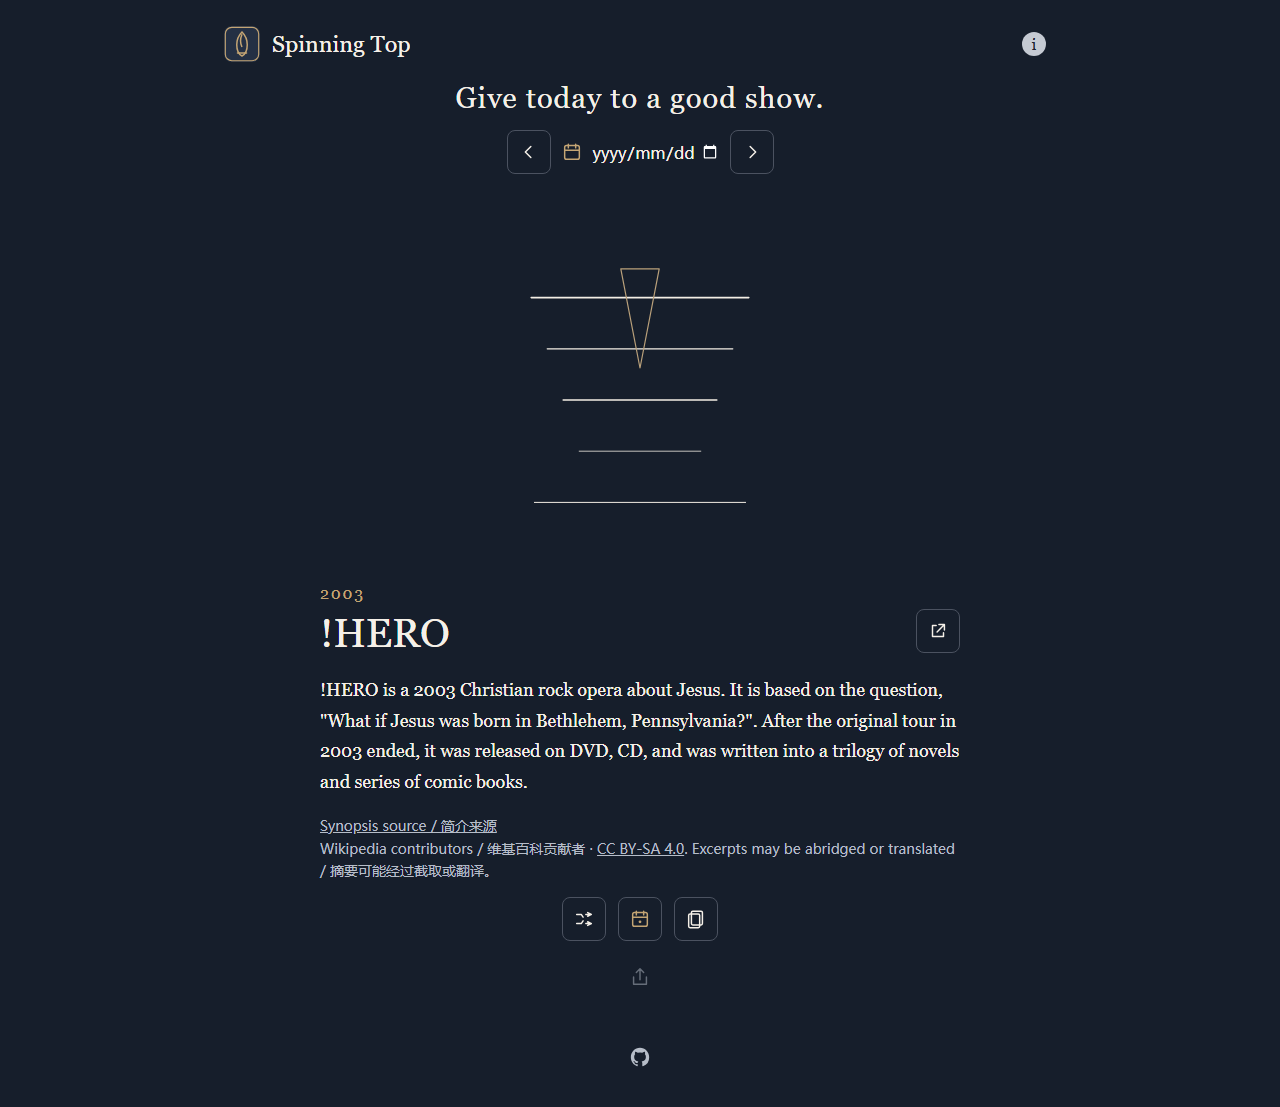 Spinning Top
i
Give today to a good show.
yyyy/mm/dd
2003
!HERO
!HERO is a 2003 Christian rock opera about Jesus. It is based on the question,
"What if Jesus was born in Bethlehem, Pennsylvania?". After the original tour in
2003 ended, it was released on DVD, CD, and was written into a trilogy of novels
and series of comic books.
Synopsis source / 简介来源
Wikipedia contributors / 维基百科贡献者 · CC BY-SA 4.0. Excerpts may be abridged or translated
/ 摘要可能经过截取或翻译。